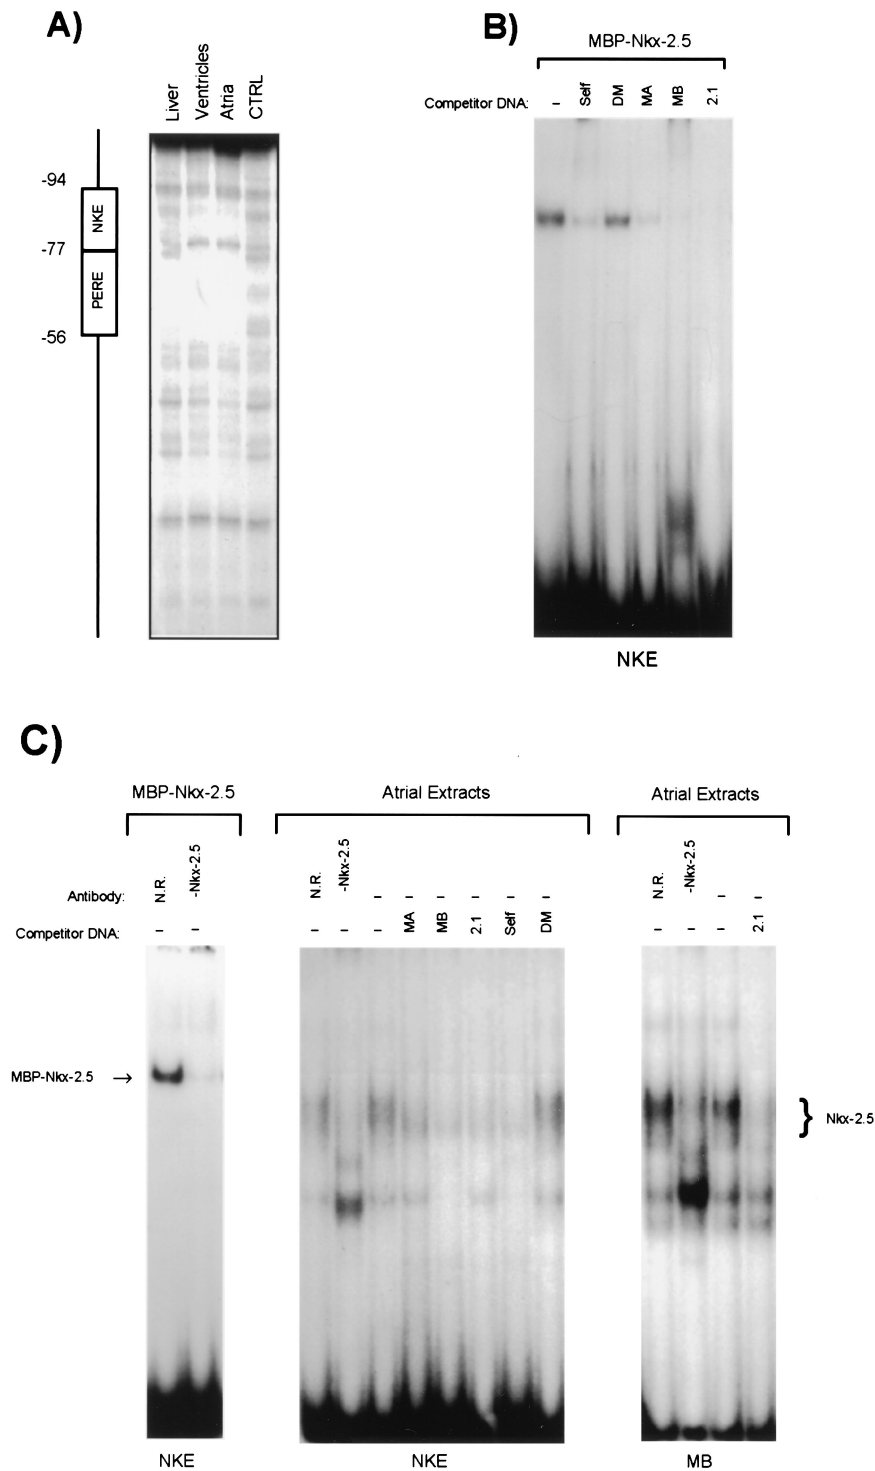 A)
Liver
Ventricles
Atria
CTRL
-94
NKE
-77
PERE
-56
B)
MBP-Nkx-2.5
Competitor DNA: – Self DM MA MB 2.1
NKE
C)
MBP-Nkx-2.5
Atrial Extracts
Atrial Extracts
Antibody: N.R. -Nkx-2.5 N.R. -Nkx-2.5 – – – – – – N.R. -Nkx-2.5 – –
Competitor DNA: – – – – – MA MB 2.1 Self DM – – – 2.1
MBP-Nkx-2.5 →
} Nkx-2.5
NKE
NKE
MB